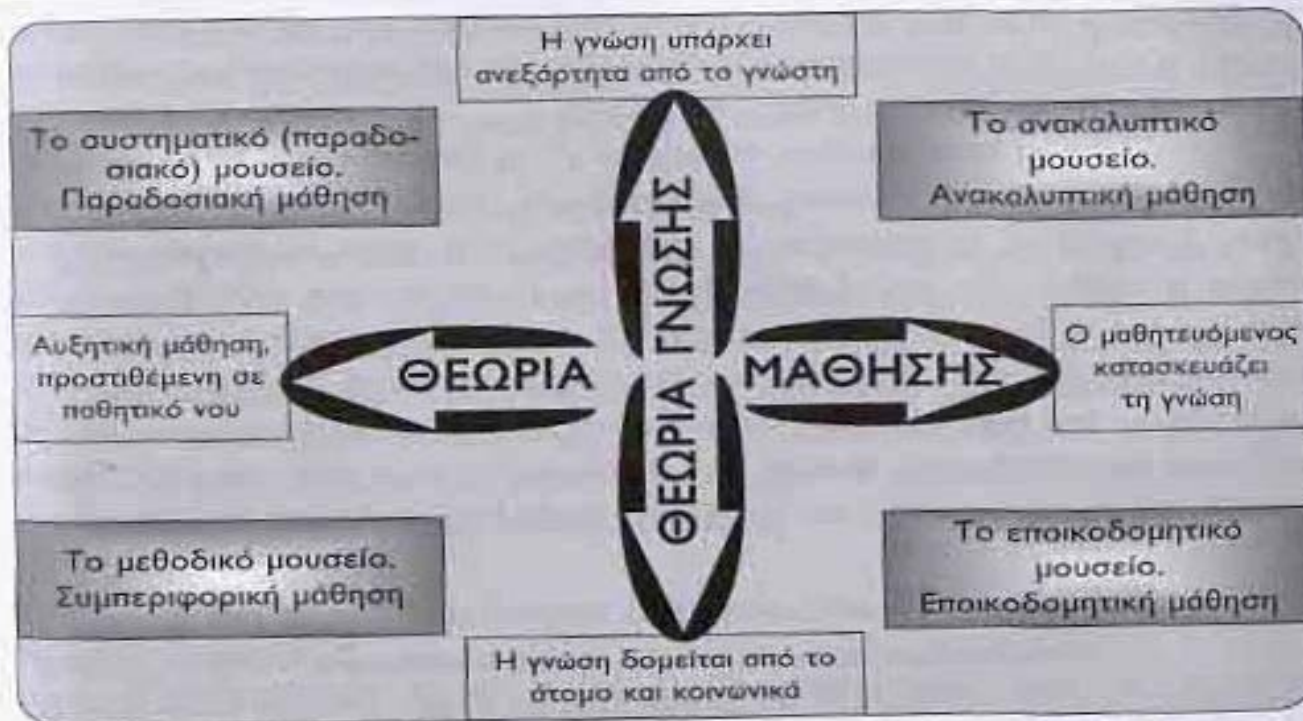 Η γνώση υπάρχει
ανεξάρτητα από το γνώστη
Το συστηματικό (παραδο-
σιακό) μουσείο.
Παραδοσιακή μάθηση
Το ανακαλυπτικό
μουσείο.
Ανακαλυπτική μάθηση
Αυξητική μάθηση,
προστιθέμενη σε
παθητικό νου
ΘΕΩΡΙΑ ΜΑΘΗΣΗΣ
ΘΕΩΡΙΑ ΓΝΩΣΗΣ
Ο μαθητευόμενος
κατασκευάζει
τη γνώση
Το μεθοδικό μουσείο.
Συμπεριφορική μάθηση
Το εποικοδομητικό
μουσείο.
Εποικοδομητική μάθηση
Η γνώση δομείται από το
άτομο και κοινωνικά